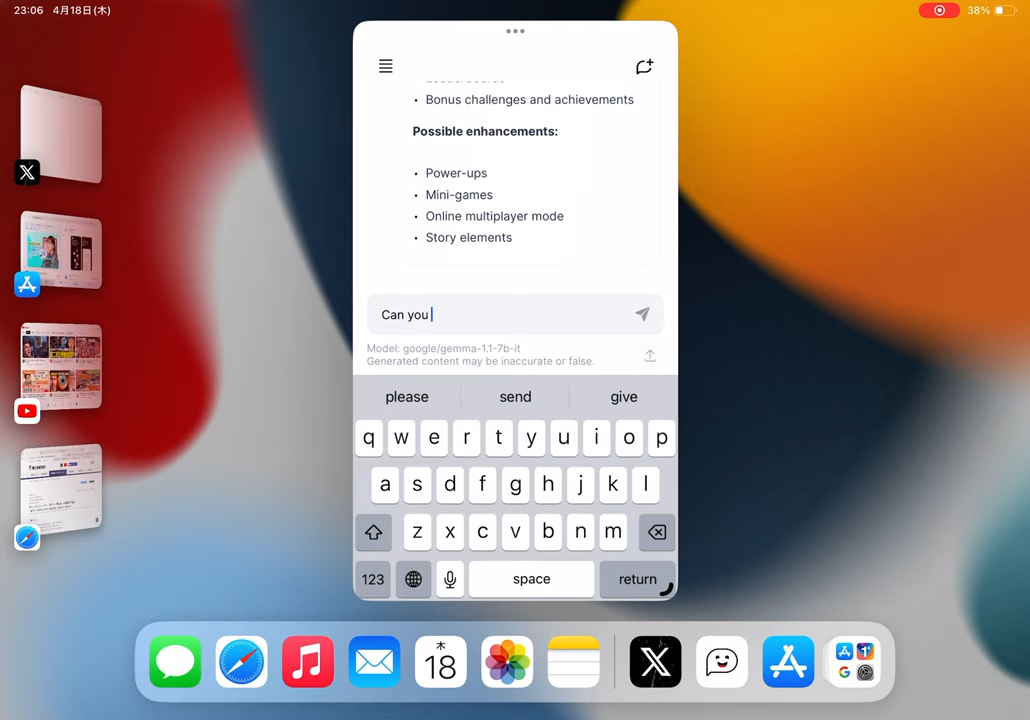 23:06 4月18日(木)
38%
• Bonus challenges and achievements
Possible enhancements:
• Power-ups
• Mini-games
• Online multiplayer mode
• Story elements
Can you
Model: google/gemma-1.1-7b-it
Generated content may be inaccurate or false.
please send give
q w e r t y u i o p
a s d f g h j k l
z x c v b n m
123 space return
木
18